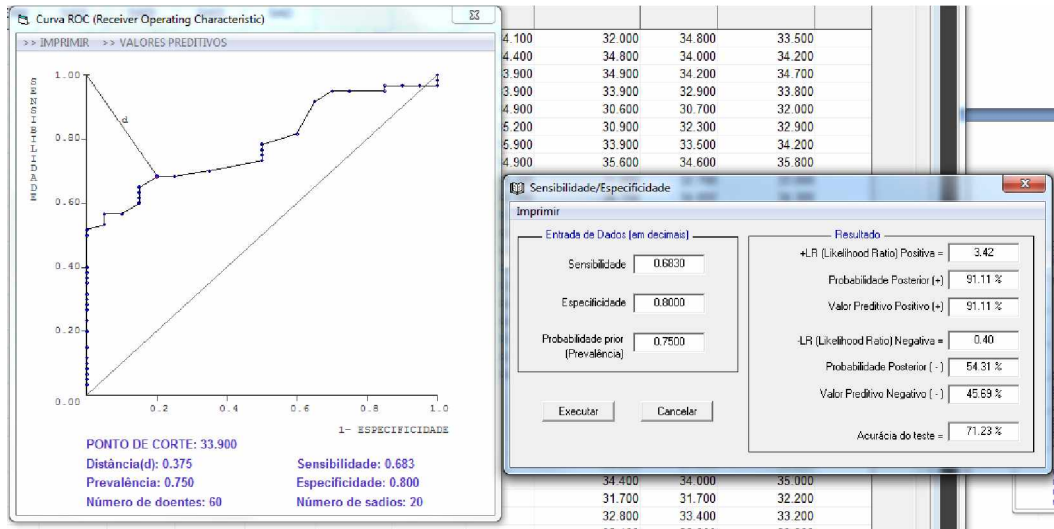 Curva ROC (Receiver Operating Characteristic)
>> IMPRIMIR >> VALORES PREDITIVOS
SENSIBILIDADE
1.00
0.80
0.60
0.40
0.20
0.00
d
0.2 0.4 0.6 0.8 1.0
1- ESPECIFICIDADE
PONTO DE CORTE: 33.900
Distância(d): 0.375 Sensibilidade: 0.683
Prevalência: 0.750 Especificidade: 0.800
Número de doentes: 60 Número de sadios: 20
4.100 32.000 34.800 33.500
4.400 34.800 34.000 34.200
3.900 34.900 34.200 34.700
3.900 33.900 32.900 33.800
4.900 30.600 30.700 32.000
5.200 30.900 32.300 32.900
5.900 33.900 33.500 34.200
4.900 35.600 34.600 35.800
Sensibilidade/Especificidade
Imprimir
Entrada de Dados (em decimais)
Sensibilidade 0.6830
Especificidade 0.8000
Probabilidade prior
(Prevalência) 0.7500
Executar Cancelar
Resultado
+LR (Likelihood Ratio) Positiva = 3.42
Probabilidade Posterior (+) 91.11 %
Valor Preditivo Positivo (+) 91.11 %
-LR (Likelihood Ratio) Negativa = 0.40
Probabilidade Posterior ( - ) 54.31 %
Valor Preditivo Negativo ( - ) 45.69 %
Acurácia do teste = 71.23 %
34.400 34.000 35.000
31.700 31.700 32.200
32.800 33.400 33.200